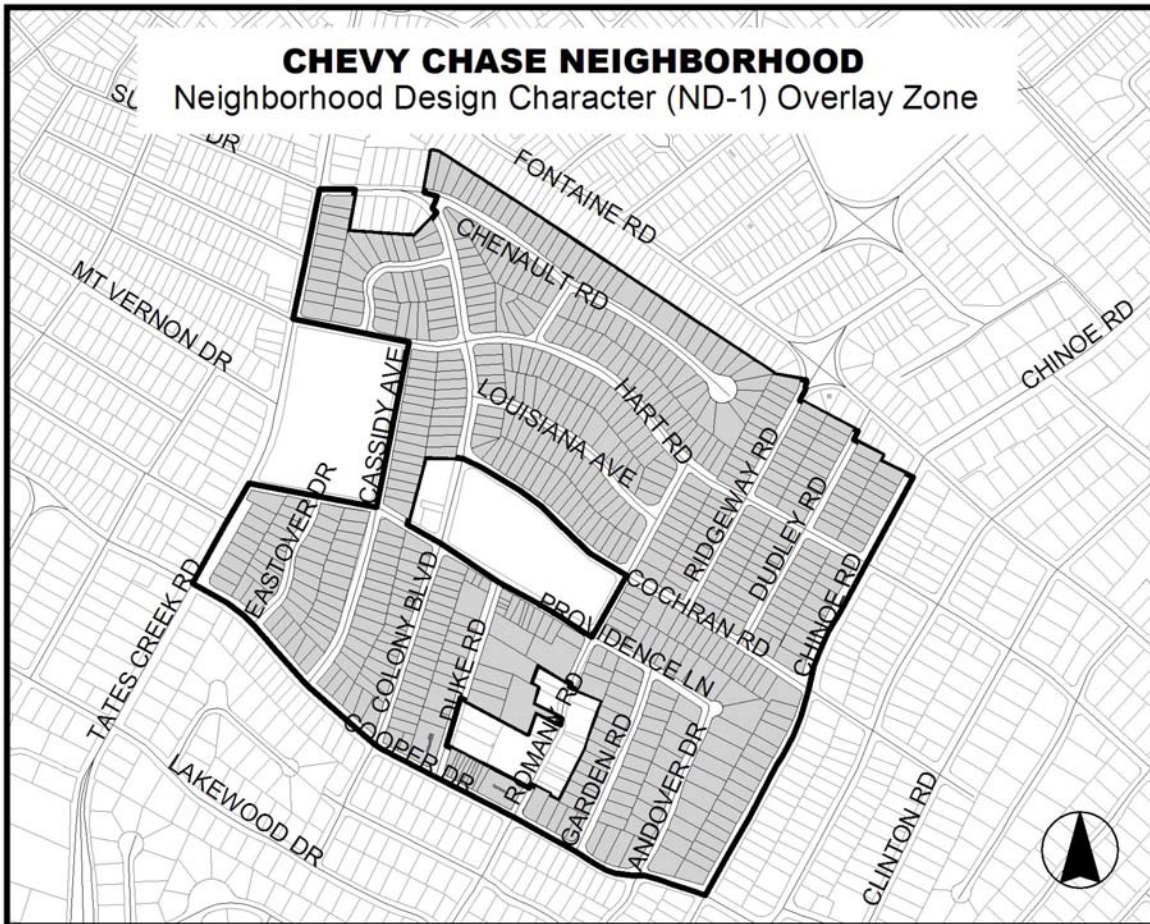 CHEVY CHASE NEIGHBORHOOD
Neighborhood Design Character (ND-1) Overlay Zone
DR
FONTAINE RD
CHENAULT RD
MT VERNON DR
CHINOE RD
CASSIDY AVE
HART RD
LOUISIANA AVE
RIDGEWAY RD
DUDLEY RD
EASTOVER DR
COLONY BLVD
COCHRAN RD
CHINOE RD
PROVIDENCE LN
DUKE RD
TATES CREEK RD
ROMANY RD
GARDEN RD
ANDOVER DR
COOPER DR
LAKEWOOD DR
CLINTON RD